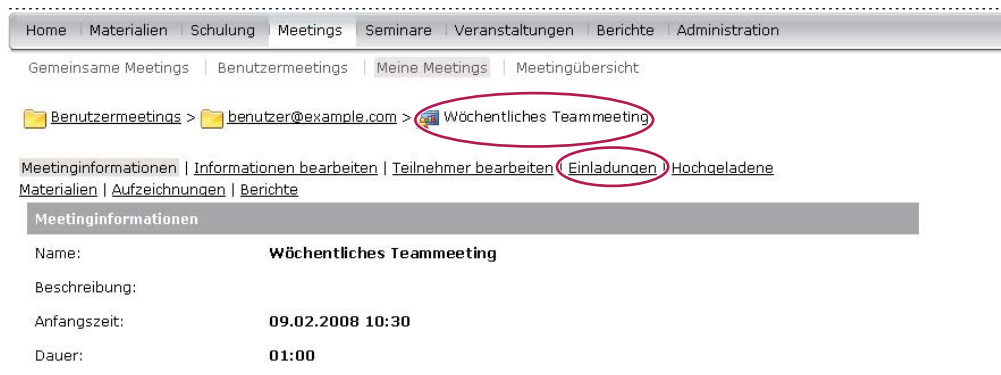 Home Materialien Schulung Meetings Seminare Veranstaltungen Berichte Administration
Gemeinsame Meetings | Benutzermeetings | Meine Meetings | Meetingübersicht
Benutzermeetings > benutzer@example.com > Wöchentliches Teammeeting
Meetinginformationen | Informationen bearbeiten | Teilnehmer bearbeiten | Einladungen | Hochgeladene
Materialien | Aufzeichnungen | Berichte
Meetinginformationen
Name: Wöchentliches Teammeeting
Beschreibung:
Anfangszeit: 09.02.2008 10:30
Dauer: 01:00